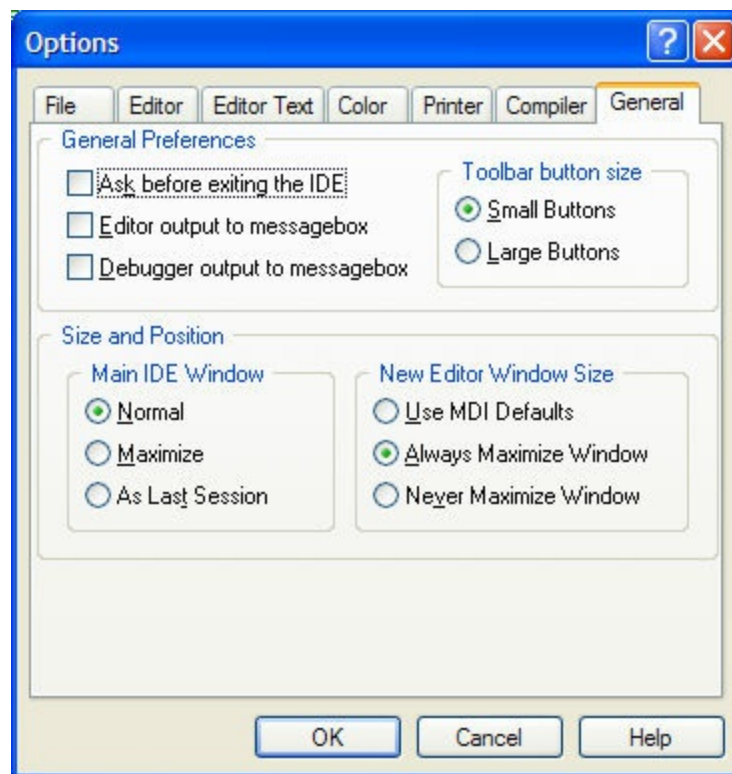 Options
File Editor Editor Text Color Printer Compiler General
General Preferences
Ask before exiting the IDE
Editor output to messagebox
Debugger output to messagebox
Toolbar button size
Small Buttons
Large Buttons
Size and Position
Main IDE Window
Normal
Maximize
As Last Session
New Editor Window Size
Use MDI Defaults
Always Maximize Window
Never Maximize Window
OK Cancel Help